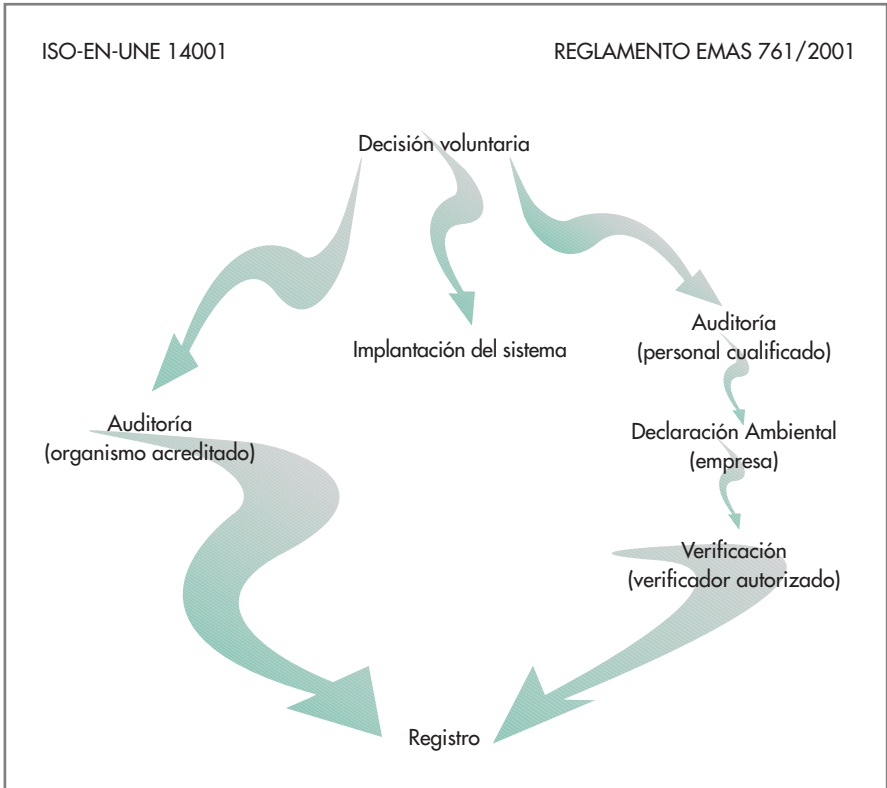 ISO-EN-UNE 14001
REGLAMENTO EMAS 761/2001
Decisión voluntaria
Implantación del sistema
Auditoría
(personal cualificado)
Auditoría
(organismo acreditado)
Declaración Ambiental
(empresa)
Verificación
(verificador autorizado)
Registro